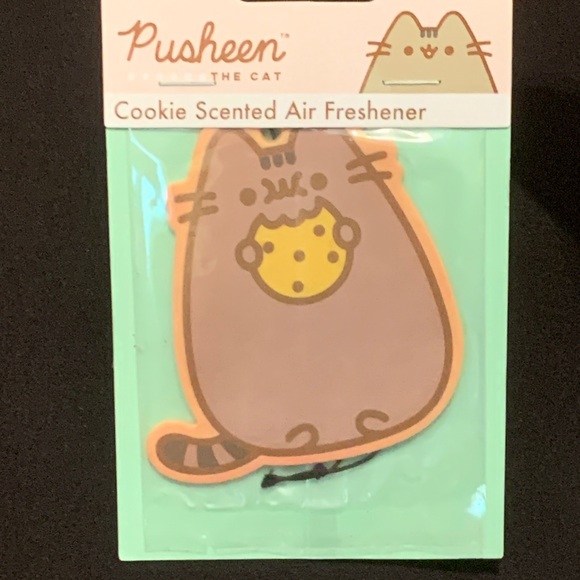 Pusheen™
THE CAT
Cookie Scented Air Freshener